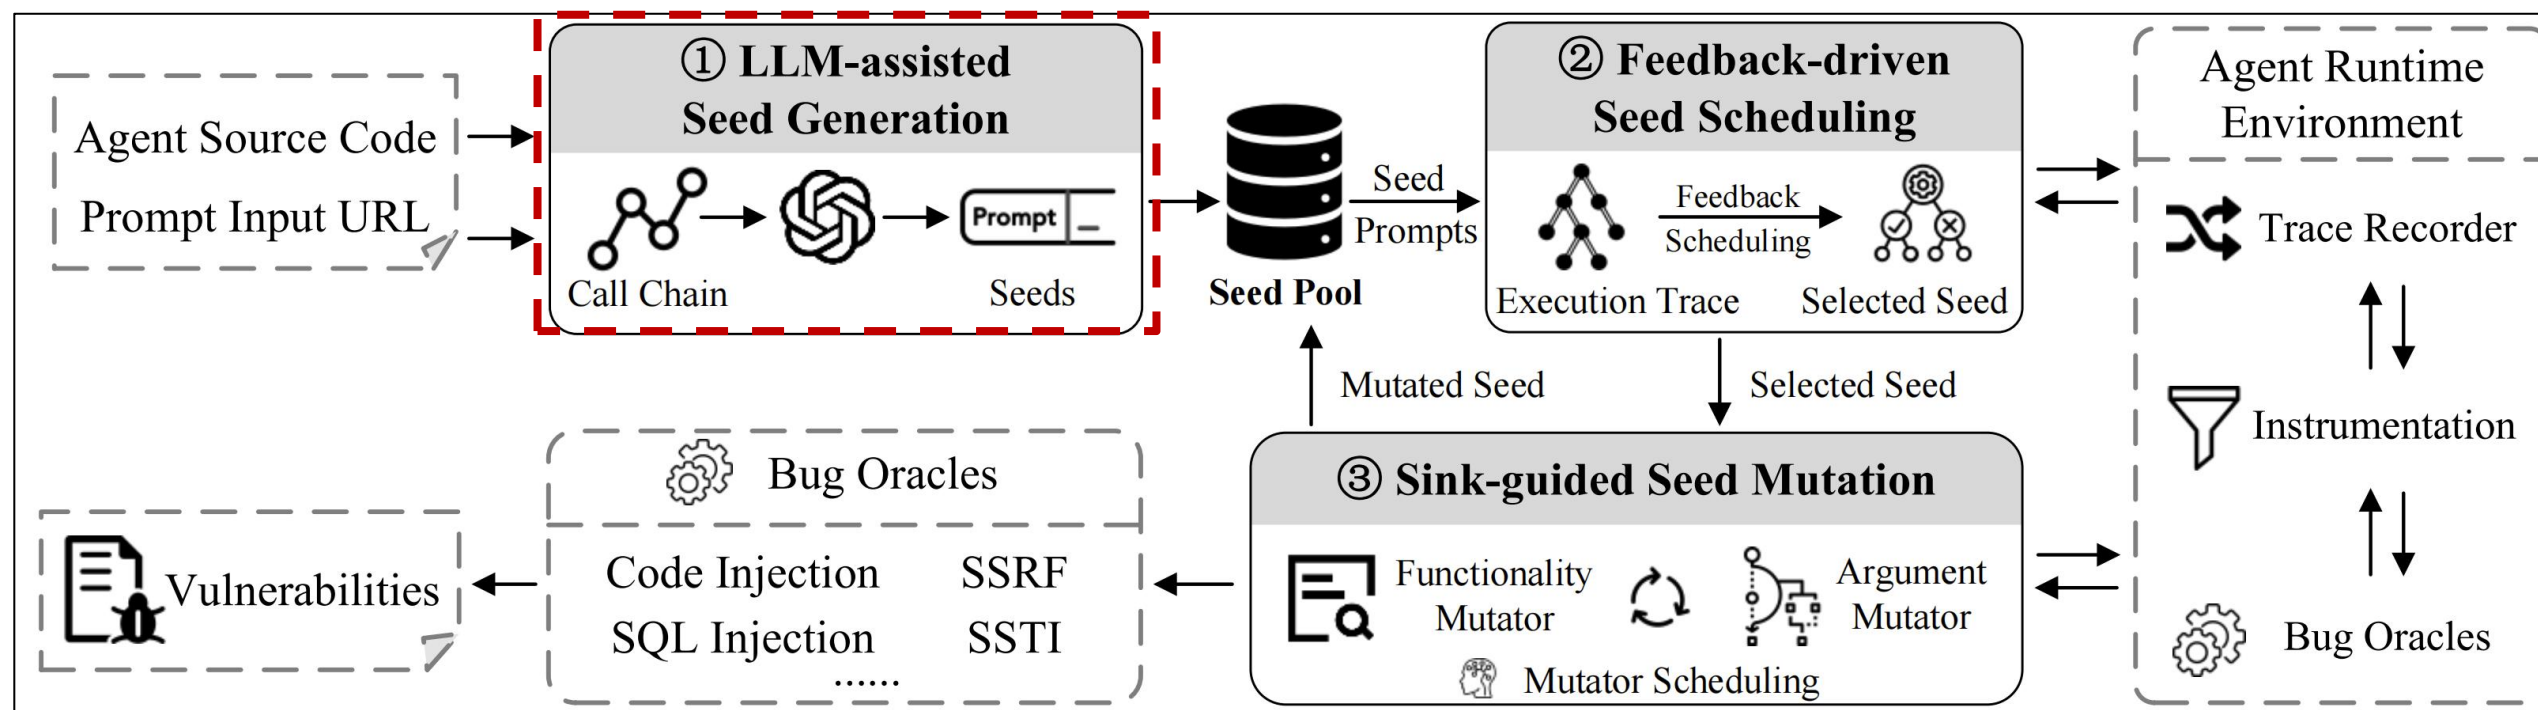 Agent Source Code
Prompt Input URL
① LLM-assisted
Seed Generation
Call Chain
Prompt
Seeds
Seed Pool
Seed
Prompts
② Feedback-driven
Seed Scheduling
Feedback
Scheduling
Execution Trace
Selected Seed
Agent Runtime
Environment
Trace Recorder
Instrumentation
Bug Oracles
Mutated Seed
Selected Seed
③ Sink-guided Seed Mutation
Functionality
Mutator
Argument
Mutator
Mutator Scheduling
Bug Oracles
Code Injection
SSRF
SQL Injection
SSTI
......
Vulnerabilities